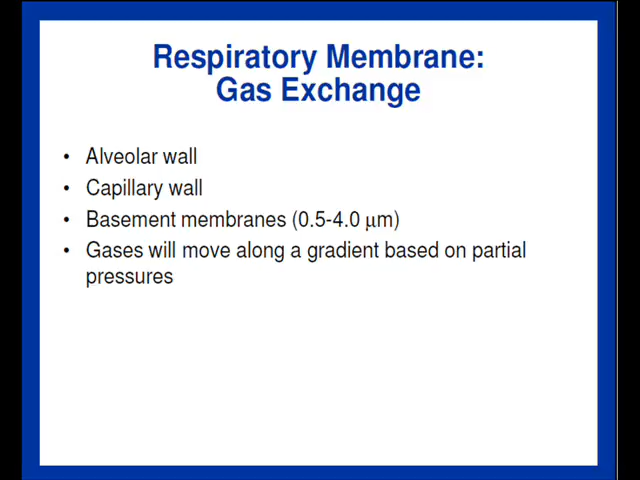 Respiratory Membrane:
Gas Exchange
• Alveolar wall
• Capillary wall
• Basement membranes (0.5-4.0 μm)
• Gases will move along a gradient based on partial
pressures